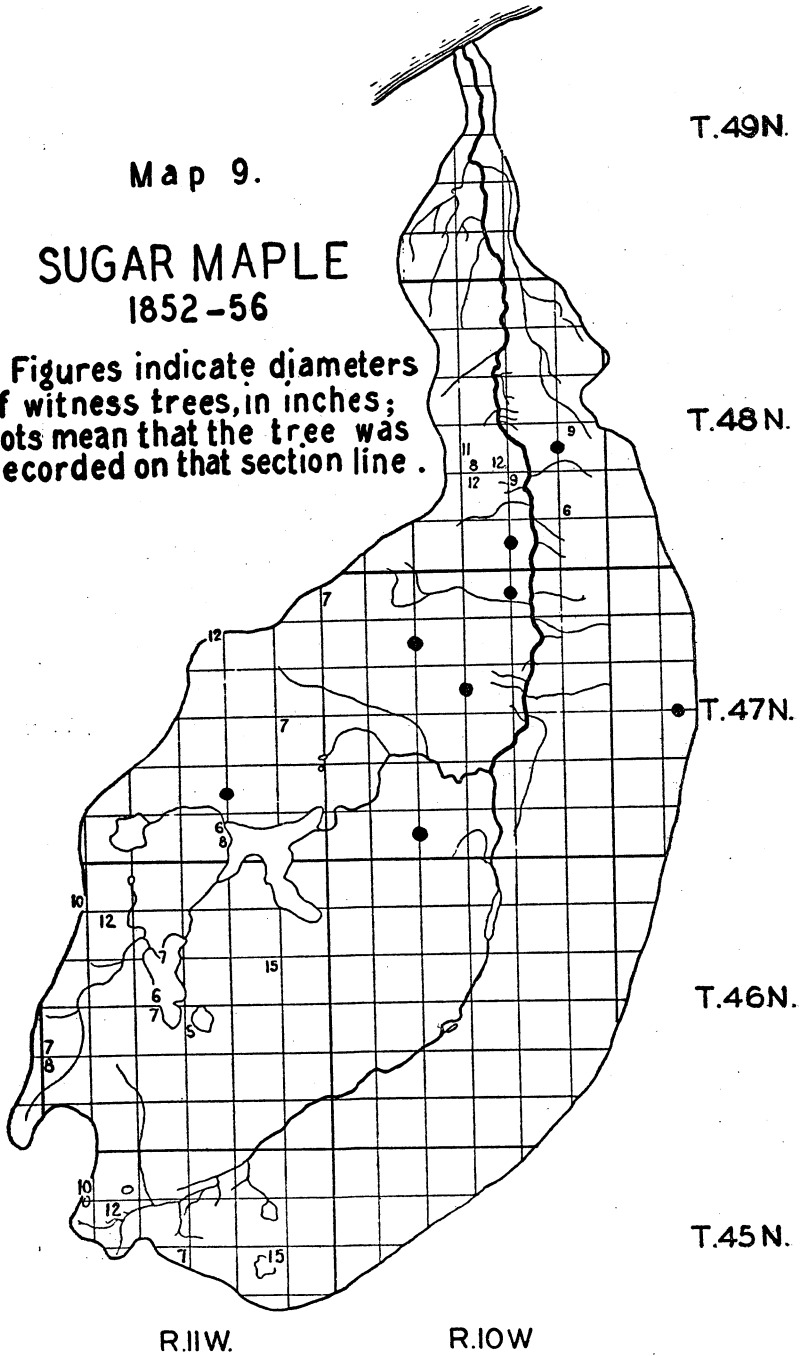 T.49N.
Map 9.
SUGAR MAPLE
1852-56
Figures indicate diameters
f witness trees, in inches;
ots mean that the tree was
ecorded on that section line.
T.48N.
9
11
8 12
12 9
6
7
12
7
T.47N.
6
8
10
12
7
15
6
7
S
T.46N.
7
8
10
12
T.45N.
7
15
R.11W.
R.10W